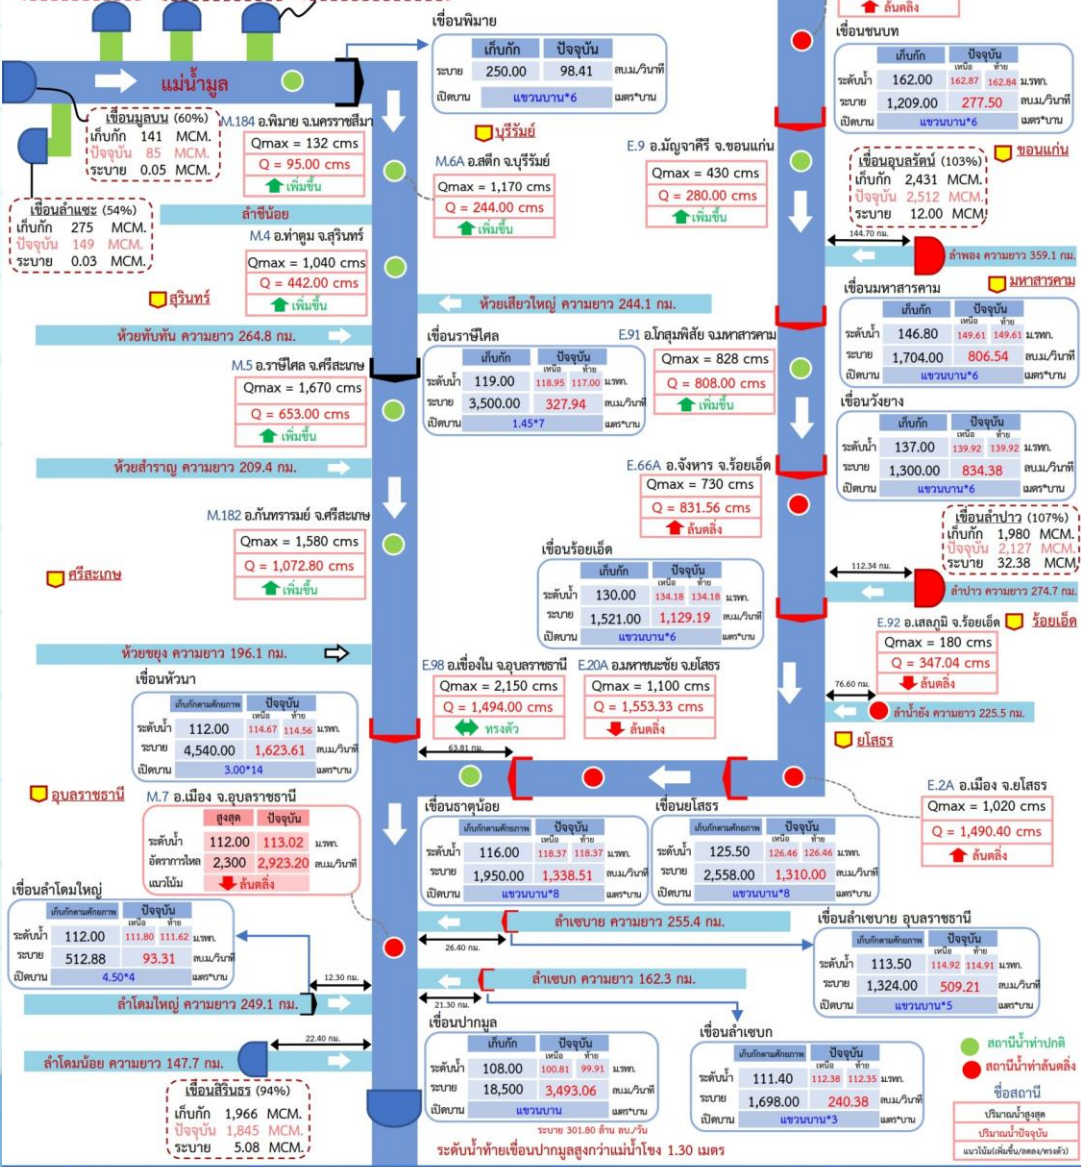 ล้นตลิ่ง
เขื่อนพิมาย
เก็บกัก ปัจจุบัน
ระบาย 250.00 98.41 ลบ.ม/วินาที
เปิดบาน แขวนบาน*6 เมตร*บาน
เขื่อนชนบท
เก็บกัก ปัจจุบัน
เหนือ ท้าย
ระดับน้ำ 162.00 162.87 162.84 ม.รทก.
ระบาย 1,209.00 277.50 ลบ.ม/วินาที
เปิดบาน แขวนบาน*6 เมตร*บาน
แม่น้ำมูล
เขื่อนมูลบน (60%)
เก็บกัก 141 MCM.
ปัจจุบัน 85 MCM.
ระบาย 0.05 MCM.
M.184 อ.พิมาย จ.นครราชสีมา
Qmax = 132 cms
Q = 95.00 cms
เพิ่มขึ้น
บุรีรัมย์
M.6A อ.สตึก จ.บุรีรัมย์
Qmax = 1,170 cms
Q = 244.00 cms
เพิ่มขึ้น
E.9 อ.มัญจาคีรี จ.ขอนแก่น
Qmax = 430 cms
Q = 280.00 cms
เพิ่มขึ้น
ขอนแก่น
เขื่อนอุบลรัตน์ (103%)
เก็บกัก 2,431 MCM.
ปัจจุบัน 2,512 MCM.
ระบาย 12.00 MCM.
เขื่อนลำแชะ (54%)
เก็บกัก 275 MCM.
ปัจจุบัน 149 MCM.
ระบาย 0.03 MCM.
ลำชีน้อย
M.4 อ.ท่าตูม จ.สุรินทร์
Qmax = 1,040 cms
Q = 442.00 cms
เพิ่มขึ้น
144.70 กม.
ลำพอง ความยาว 359.1 กม.
สุรินทร์
ห้วยเสียวใหญ่ ความยาว 244.1 กม.
มหาสารคาม
เขื่อนมหาสารคาม
เก็บกัก ปัจจุบัน
เหนือ ท้าย
ระดับน้ำ 146.80 149.61 149.61 ม.รทก.
ระบาย 1,704.00 806.54 ลบ.ม/วินาที
เปิดบาน แขวนบาน*6 เมตร*บาน
ห้วยทับทัน ความยาว 264.8 กม.
เขื่อนราษีไศล
เก็บกัก ปัจจุบัน
เหนือ ท้าย
ระดับน้ำ 119.00 118.95 117.00 ม.รทก.
ระบาย 3,500.00 327.94 ลบ.ม/วินาที
เปิดบาน 1.45*7 เมตร*บาน
E.91 อ.โกสุมพิสัย จ.มหาสารคาม
Qmax = 828 cms
Q = 808.00 cms
เพิ่มขึ้น
M.5 อ.ราษีไศล จ.ศรีสะเกษ
Qmax = 1,670 cms
Q = 653.00 cms
เพิ่มขึ้น
เขื่อนวังยาง
เก็บกัก ปัจจุบัน
เหนือ ท้าย
ระดับน้ำ 137.00 139.92 139.92 ม.รทก.
ระบาย 1,300.00 834.38 ลบ.ม/วินาที
เปิดบาน แขวนบาน*6 เมตร*บาน
ห้วยสำราญ ความยาว 209.4 กม.
E.66A อ.จังหาร จ.ร้อยเอ็ด
Qmax = 730 cms
Q = 831.56 cms
ล้นตลิ่ง
M.182 อ.กันทรารมย์ จ.ศรีสะเกษ
Qmax = 1,580 cms
Q = 1,072.80 cms
เพิ่มขึ้น
เขื่อนลำปาว (107%)
เก็บกัก 1,980 MCM.
ปัจจุบัน 2,127 MCM.
ระบาย 32.38 MCM.
เขื่อนร้อยเอ็ด
เก็บกัก ปัจจุบัน
เหนือ ท้าย
ระดับน้ำ 130.00 134.18 134.18 ม.รทก.
ระบาย 1,521.00 1,129.19 ลบ.ม/วินาที
เปิดบาน แขวนบาน*6 เมตร*บาน
ศรีสะเกษ
112.34 กม.
ลำปาว ความยาว 274.7 กม.
E.92 อ.เสลภูมิ จ.ร้อยเอ็ด
ร้อยเอ็ด
Qmax = 180 cms
Q = 347.04 cms
ล้นตลิ่ง
ห้วยขยุง ความยาว 196.1 กม.
เขื่อนหัวนา
เก็บกักตามศักยภาพ ปัจจุบัน
เหนือ ท้าย
ระดับน้ำ 112.00 114.67 114.56 ม.รทก.
ระบาย 4,540.00 1,623.61 ลบ.ม/วินาที
เปิดบาน 3.00*14 เมตร*บาน
E.98 อ.เขื่องใน จ.อุบลราชธานี
Qmax = 2,150 cms
Q = 1,494.00 cms
ทรงตัว
E.20A อ.มหาชนะชัย จ.ยโสธร
Qmax = 1,100 cms
Q = 1,553.33 cms
ล้นตลิ่ง
76.60 กม.
ลำน้ำยัง ความยาว 225.5 กม.
ยโสธร
63.81 กม.
อุบลราชธานี
M.7 อ.เมือง จ.อุบลราชธานี
สูงสุด ปัจจุบัน
ระดับน้ำ 112.00 113.02 ม.รทก.
อัตราการไหล 2,300 2,923.20 ลบ.ม/วินาที
แนวโน้ม ล้นตลิ่ง
เขื่อนธาตุน้อย
เก็บกักตามศักยภาพ ปัจจุบัน
เหนือ ท้าย
ระดับน้ำ 116.00 118.37 118.37 ม.รทก.
ระบาย 1,950.00 1,338.51 ลบ.ม/วินาที
เปิดบาน แขวนบาน*8 เมตร*บาน
เขื่อนยโสธร
เก็บกักตามศักยภาพ ปัจจุบัน
เหนือ ท้าย
ระดับน้ำ 125.50 126.46 126.46 ม.รทก.
ระบาย 2,558.00 1,310.00 ลบ.ม/วินาที
เปิดบาน แขวนบาน*8 เมตร*บาน
E.2A อ.เมือง จ.ยโสธร
Qmax = 1,020 cms
Q = 1,490.40 cms
ล้นตลิ่ง
เขื่อนลำโดมใหญ่
เก็บกักตามศักยภาพ ปัจจุบัน
เหนือ ท้าย
ระดับน้ำ 112.00 111.80 111.62 ม.รทก.
ระบาย 512.88 93.31 ลบ.ม/วินาที
เปิดบาน 4.50*4 เมตร*บาน
ลำเซบาย ความยาว 255.4 กม.
26.40 กม.
เขื่อนลำเซบาย อุบลราชธานี
เก็บกักตามศักยภาพ ปัจจุบัน
เหนือ ท้าย
ระดับน้ำ 113.50 114.92 114.91 ม.รทก.
ระบาย 1,324.00 509.21 ลบ.ม/วินาที
เปิดบาน แขวนบาน*5 เมตร*บาน
12.30 กม.
ลำโดมใหญ่ ความยาว 249.1 กม.
ลำเซบก ความยาว 162.3 กม.
21.30 กม.
เขื่อนปากมูล
เก็บกัก ปัจจุบัน
เหนือ ท้าย
ระดับน้ำ 108.00 100.81 99.91 ม.รทก.
ระบาย 18,500 3,493.06 ลบ.ม/วินาที
เปิดบาน แขวนบาน เมตร*บาน
ระบาย 301.80 ล้าน ลบ./วัน
เขื่อนลำเซบก
เก็บกักตามศักยภาพ ปัจจุบัน
เหนือ ท้าย
ระดับน้ำ 111.40 112.38 112.35 ม.รทก.
ระบาย 1,698.00 240.38 ลบ.ม/วินาที
เปิดบาน แขวนบาน*3 เมตร*บาน
22.40 กม.
ลำโดมน้อย ความยาว 147.7 กม.
เขื่อนสิรินธร (94%)
เก็บกัก 1,966 MCM.
ปัจจุบัน 1,845 MCM.
ระบาย 5.08 MCM.
ระดับน้ำท้ายเขื่อนปากมูลสูงกว่าแม่น้ำโขง 1.30 เมตร
สถานีน้ำท่าปกติ
สถานีน้ำท่าล้นตลิ่ง
ชื่อสถานี
ปริมาณน้ำสูงสุด
ปริมาณน้ำปัจจุบัน
แนวโน้ม(เพิ่มขึ้น/ลดลง/ทรงตัว)